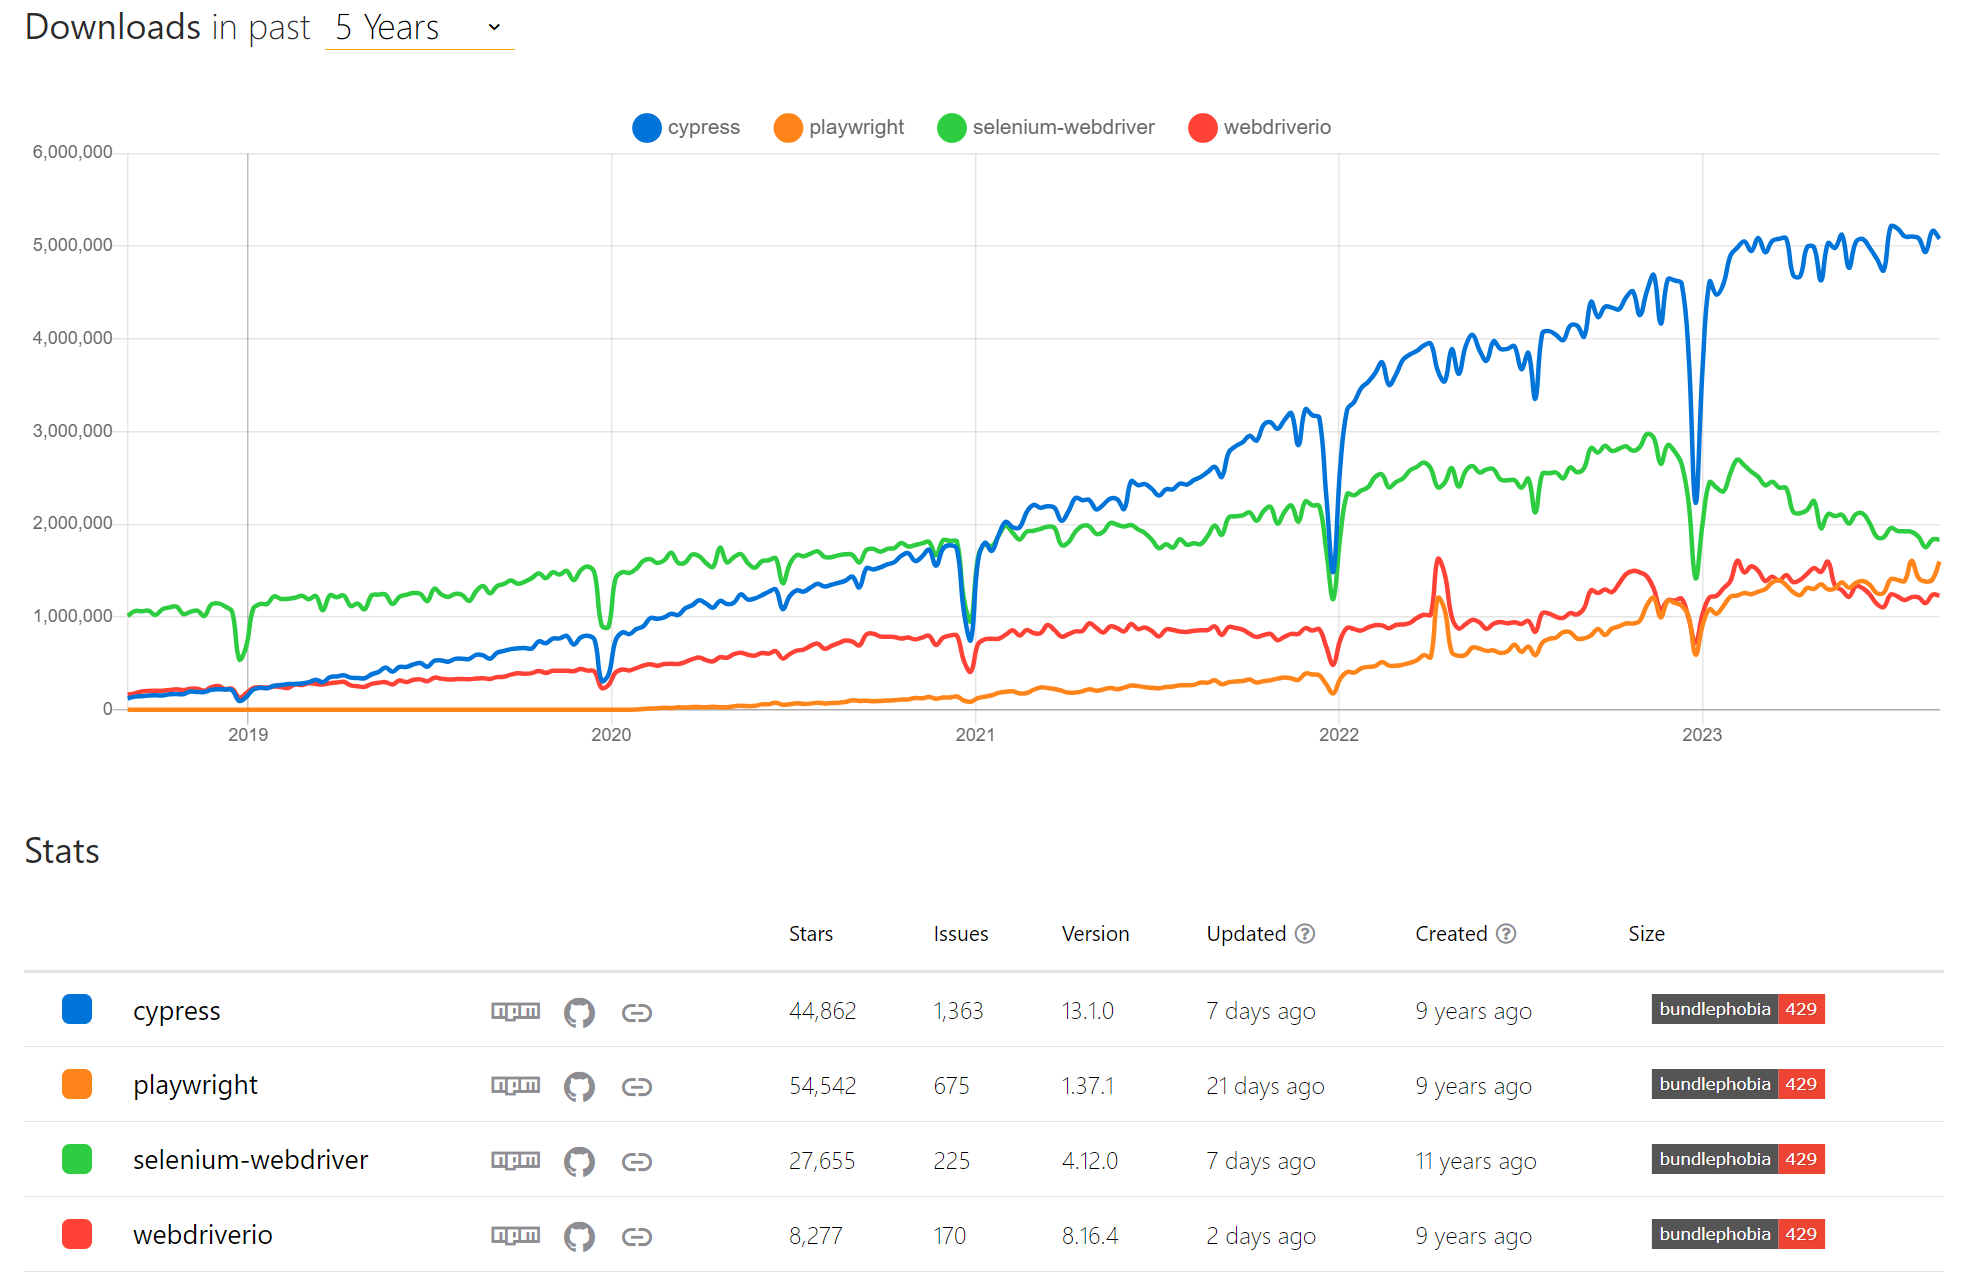 Downloads in past 5 Years
cypress playwright selenium-webdriver webdriverio
6,000,000
5,000,000
4,000,000
3,000,000
2,000,000
1,000,000
0
2019 2020 2021 2022 2023
Stats
Stars Issues Version Updated ? Created ? Size
cypress npm 44,862 1,363 13.1.0 7 days ago 9 years ago bundlephobia 429
playwright npm 54,542 675 1.37.1 21 days ago 9 years ago bundlephobia 429
selenium-webdriver npm 27,655 225 4.12.0 7 days ago 11 years ago bundlephobia 429
webdriverio npm 8,277 170 8.16.4 2 days ago 9 years ago bundlephobia 429